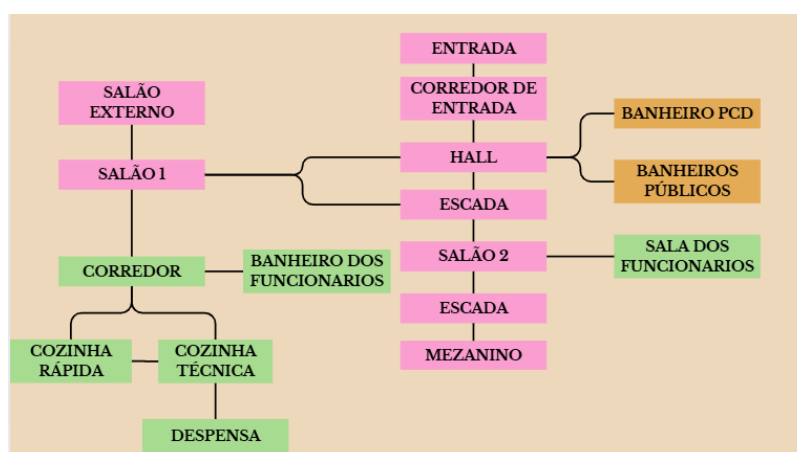 ENTRADA
SALÃO
EXTERNO
CORREDOR DE
ENTRADA
BANHEIRO PCD
HALL
SALÃO 1
BANHEIROS
PÚBLICOS
ESCADA
SALÃO 2
SALA DOS
FUNCIONARIOS
CORREDOR
BANHEIRO DOS
FUNCIONARIOS
ESCADA
COZINHA
RÁPIDA
COZINHA
TÉCNICA
MEZANINO
DESPENSA